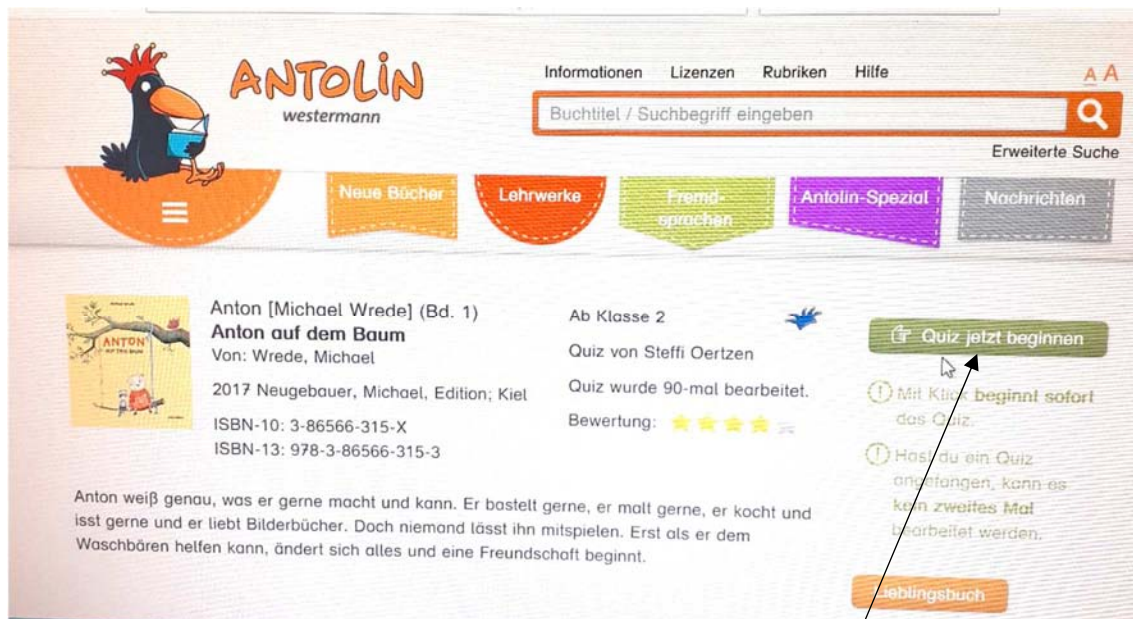 ANTOLIN
westermann
Informationen Lizenzen Rubriken Hilfe
A A
Buchtitel / Suchbegriff eingeben
Erweiterte Suche
Neue Bücher
Lehrwerke
Fremd-
sprachen
Antolin-Spezial
Nachrichten
ANTON
AUF DEM BAUM
Anton [Michael Wrede] (Bd. 1)
Anton auf dem Baum
Von: Wrede, Michael
2017 Neugebauer, Michael, Edition; Kiel
ISBN-10: 3-86566-315-X
ISBN-13: 978-3-86566-315-3
Ab Klasse 2
Quiz von Steffi Oertzen
Quiz wurde 90-mal bearbeitet.
Bewertung:
Quiz jetzt beginnen
Mit Klick beginnt sofort
das Quiz.
Hast du ein Quiz
angefangen, kann es
kein zweites Mal
bearbeitet werden.
Lieblingsbuch
Anton weiß genau, was er gerne macht und kann. Er bastelt gerne, er malt gerne, er kocht und
isst gerne und er liebt Bilderbücher. Doch niemand lässt ihn mitspielen. Erst als er dem
Waschbären helfen kann, ändert sich alles und eine Freundschaft beginnt.